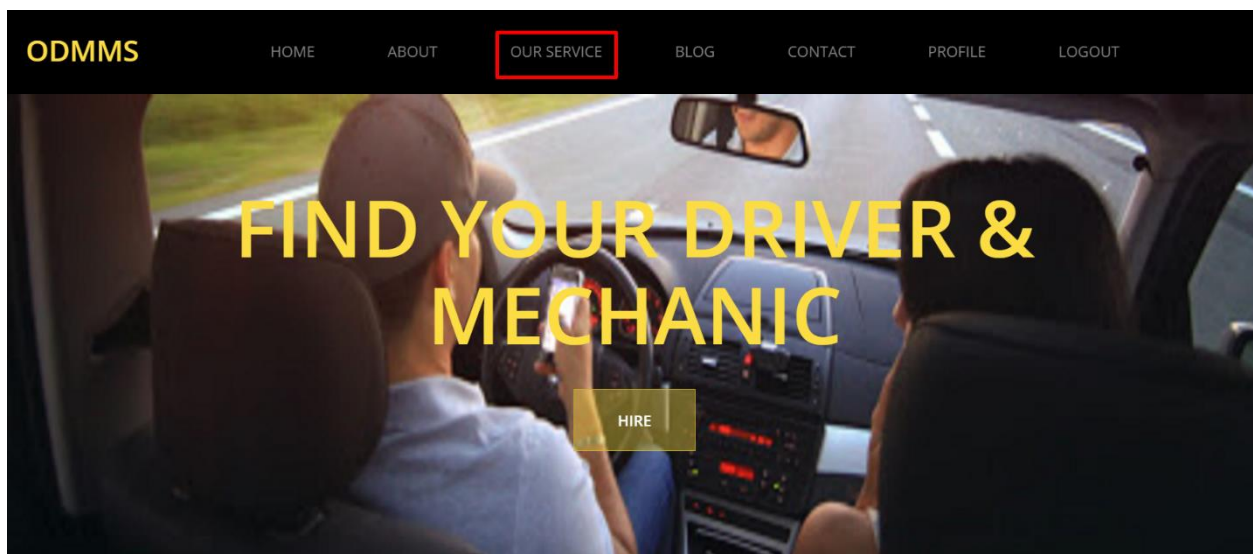 ODMMS
HOME
ABOUT
OUR SERVICE
BLOG
CONTACT
PROFILE
LOGOUT
FIND YOUR DRIVER &
MECHANIC
HIRE